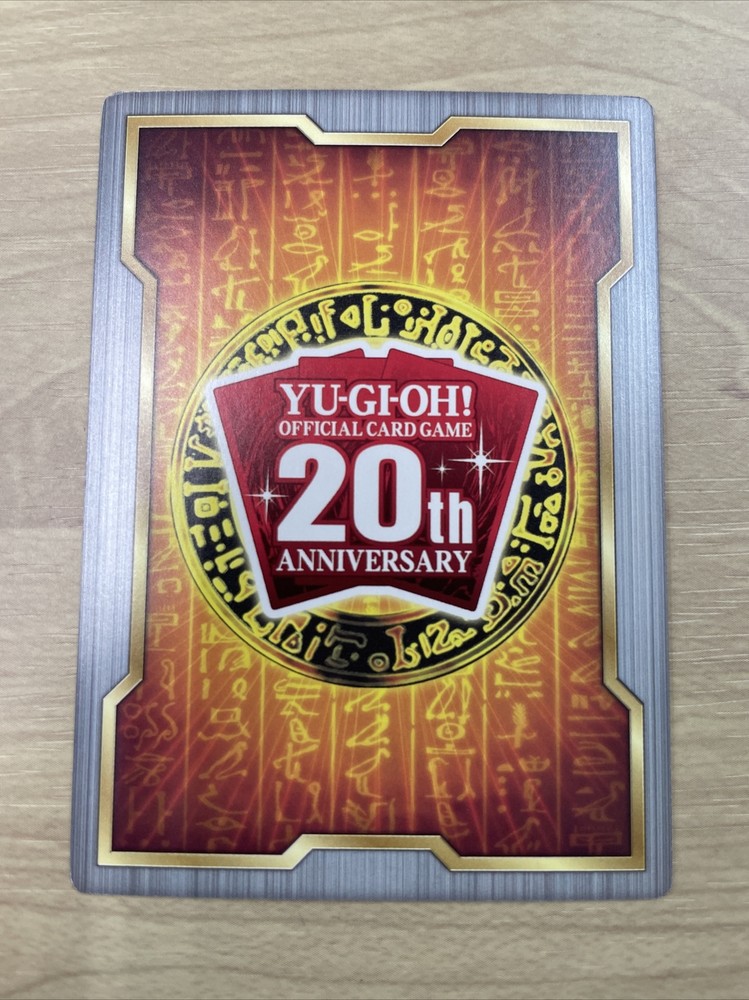 YU-GI-OH!
OFFICIAL CARD GAME
20th
ANNIVERSARY